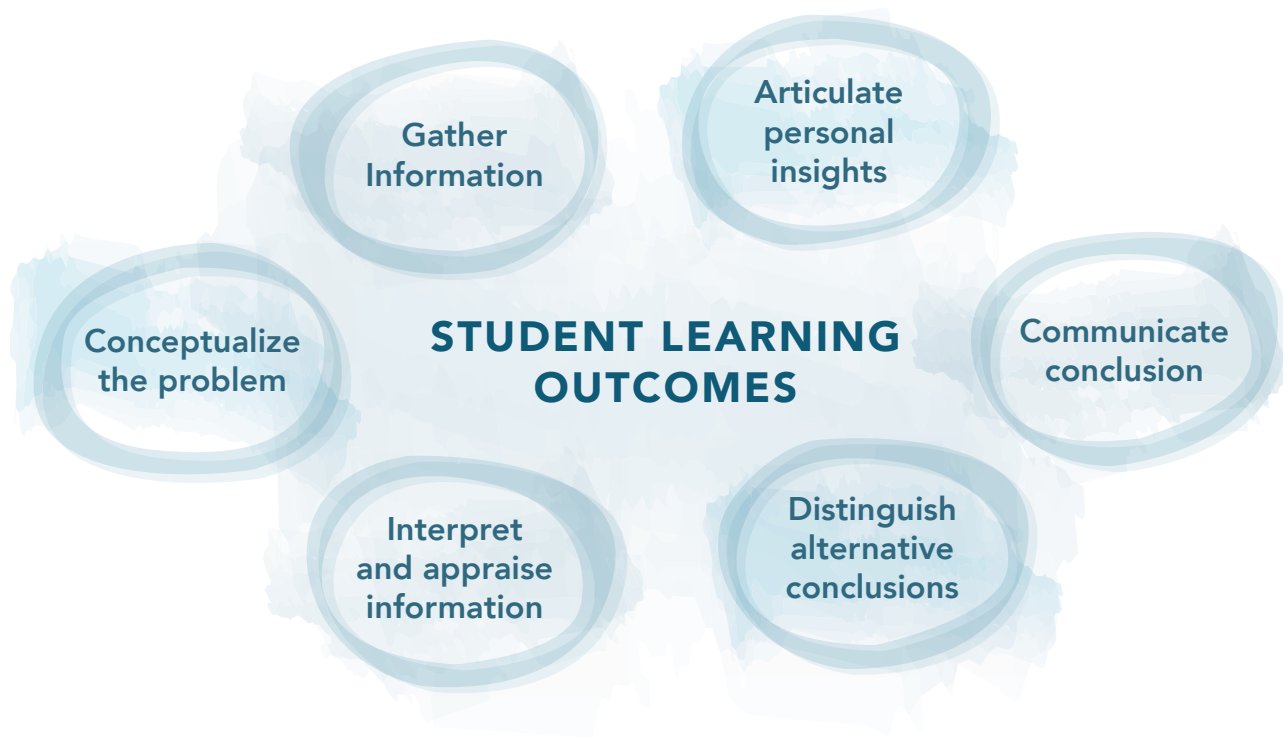 Gather
Information
Articulate
personal
insights
Conceptualize
the problem
STUDENT LEARNING
OUTCOMES
Communicate
conclusion
Interpret
and appraise
information
Distinguish
alternative
conclusions